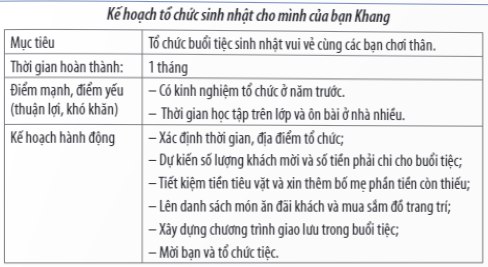 Kế hoạch tổ chức sinh nhật cho mình của bạn Khang
Mục tiêu
Tổ chức buổi tiệc sinh nhật vui vẻ cùng các bạn chơi thân.
Thời gian hoàn thành:
1 tháng
Điểm mạnh, điểm yếu
(thuận lợi, khó khăn)
– Có kinh nghiệm tổ chức ở năm trước.
– Thời gian học tập trên lớp và ôn bài ở nhà nhiều.
Kế hoạch hành động
– Xác định thời gian, địa điểm tổ chức;
– Dự kiến số lượng khách mời và số tiền phải chi cho buổi tiệc;
– Tiết kiệm tiền tiêu vặt và xin thêm bố mẹ phần tiền còn thiếu;
– Lên danh sách món ăn đãi khách và mua sắm đồ trang trí;
– Xây dựng chương trình giao lưu trong buổi tiệc;
– Mời bạn và tổ chức tiệc.